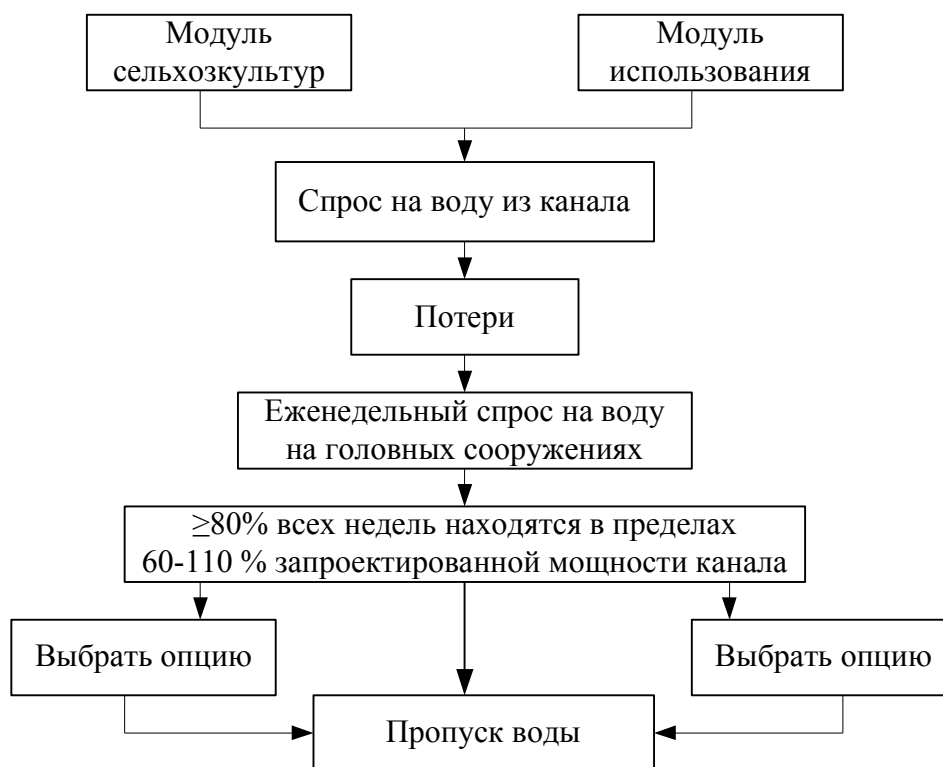 Модуль
сельхозкультур
Модуль
использования
Спрос на воду из канала
Потери
Еженедельный спрос на воду
на головных сооружениях
≥80% всех недель находятся в пределах
60-110 % запроектированной мощности канала
Выбрать опцию
Выбрать опцию
Пропуск воды